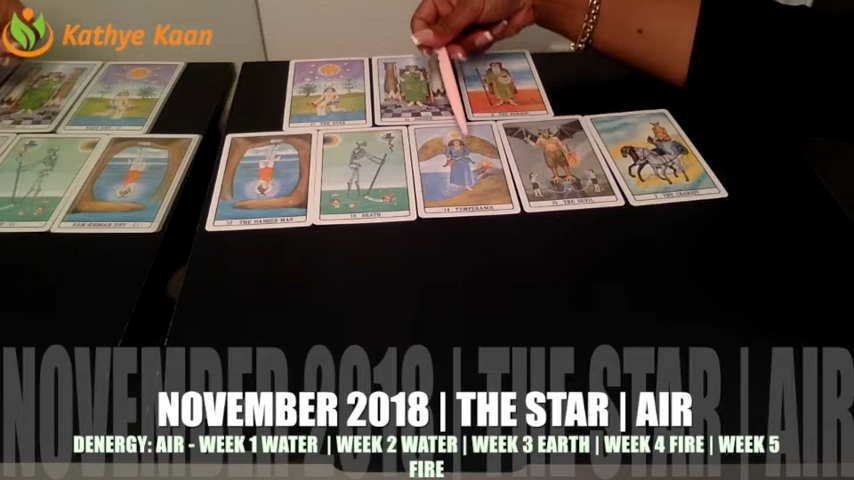 Kathye Kaan
17 THE STAR
12 THE HANGED MAN
13 DEATH
14 TEMPERANCE
15 THE DEVIL
7 THE CHARIOT
NOVEMBER 2018 | THE STAR | AIR
NOVEMBER 2018 | THE STAR | AIR
DENERGY: AIR - WEEK 1 WATER | WEEK 2 WATER | WEEK 3 EARTH | WEEK 4 FIRE | WEEK 5
FIRE